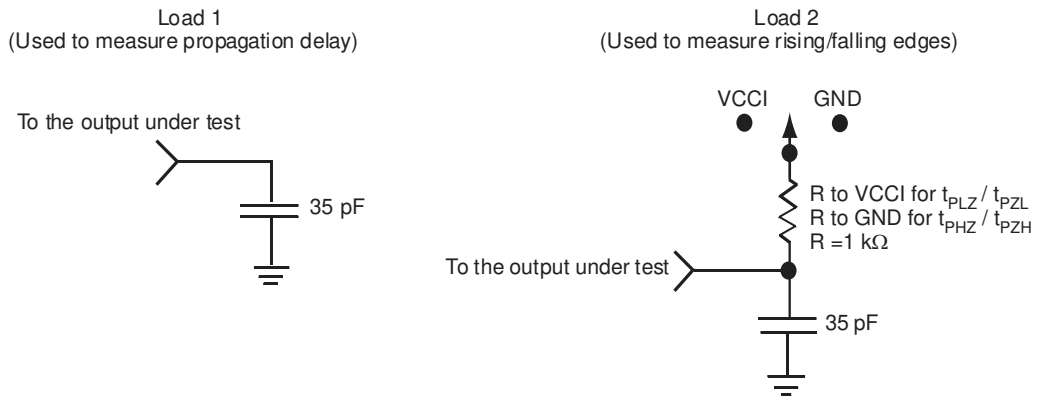 Load 1
(Used to measure propagation delay)
To the output under test
35 pF
Load 2
(Used to measure rising/falling edges)
VCCI
GND
R to VCCI for tPLZ / tPZL
R to GND for tPHZ / tPZH
R =1 kΩ
To the output under test
35 pF